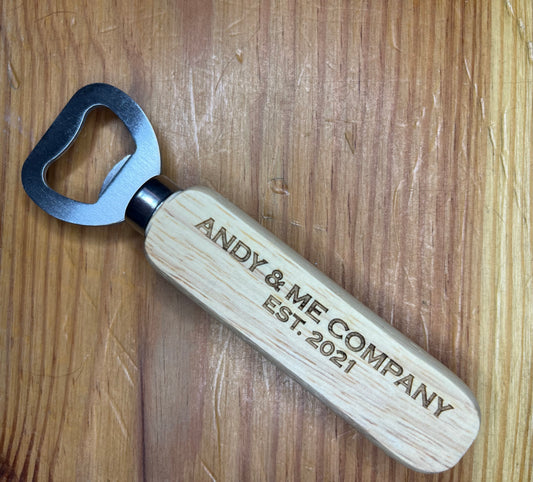 ANDY & ME COMPANY
EST. 2021